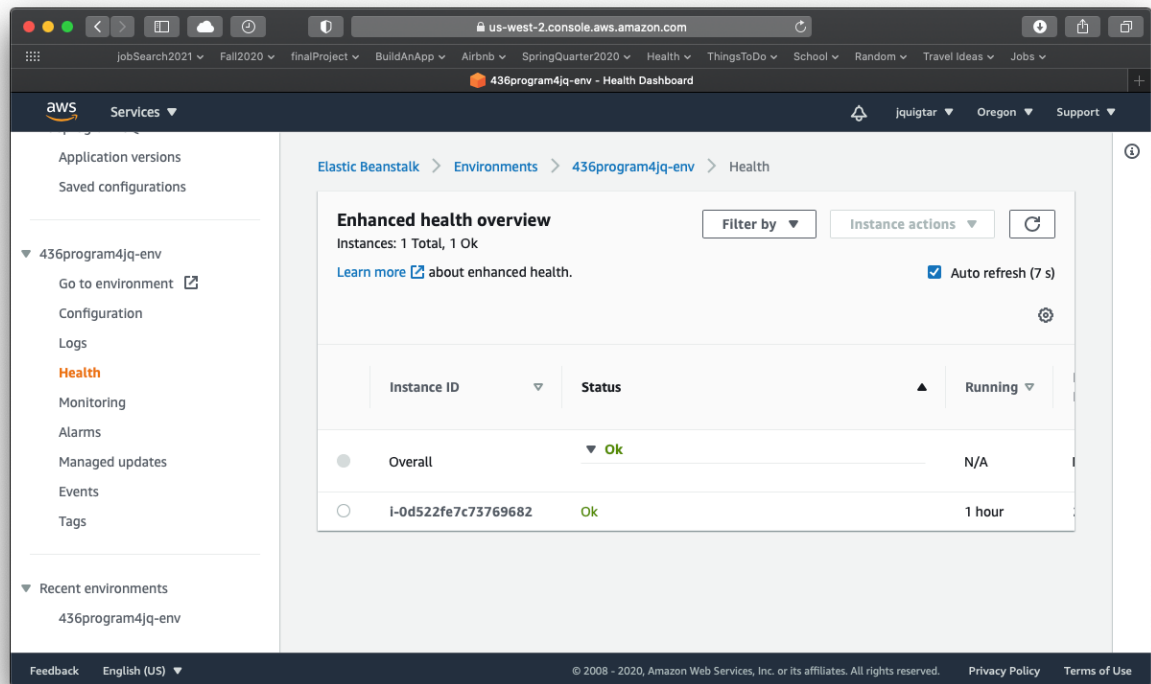 us-west-2.console.aws.amazon.com
jobSearch2021 Fall2020 finalProject BuildAnApp Airbnb SpringQuarter2020 Health ThingsToDo School Random Travel Ideas Jobs
436program4jq-env - Health Dashboard
aws Services jquigtar Oregon Support
Application versions
Saved configurations
436program4jq-env
Go to environment
Configuration
Logs
Health
Monitoring
Alarms
Managed updates
Events
Tags
Recent environments
436program4jq-env
Elastic Beanstalk > Environments > 436program4jq-env > Health
Enhanced health overview
Instances: 1 Total, 1 Ok
Learn more about enhanced health.
Filter by Instance actions
Auto refresh (7 s)
Instance ID Status Running
Overall Ok N/A
i-0d522fe7c73769682 Ok 1 hour
Feedback English (US) © 2008 - 2020, Amazon Web Services, Inc. or its affiliates. All rights reserved. Privacy Policy Terms of Use